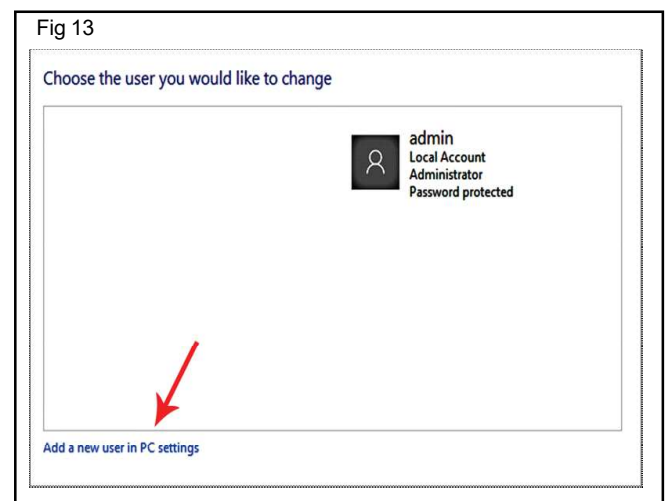 Fig 13
Choose the user you would like to change
admin
Local Account
Administrator
Password protected
Add a new user in PC settings